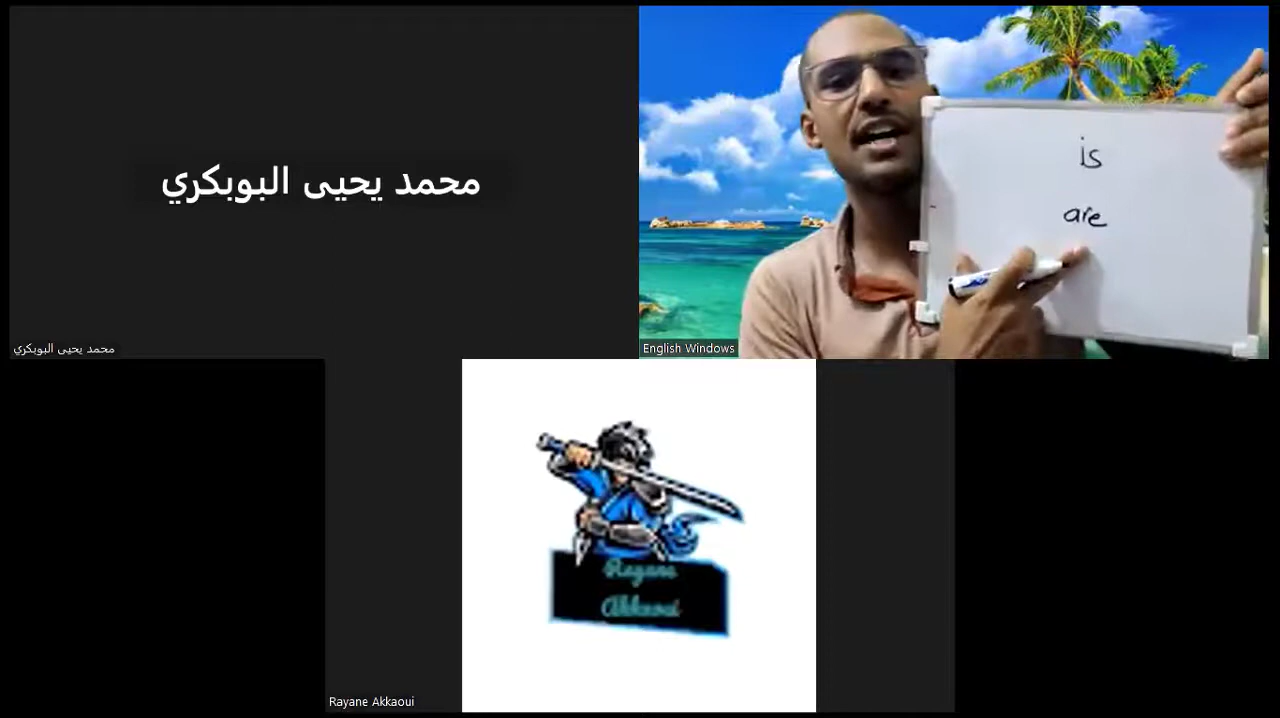 محمد يحيى البوبكري
محمد يحيى البوبكري
is
are
English Windows
Rayane
Akkaoui
Rayane Akkaoui